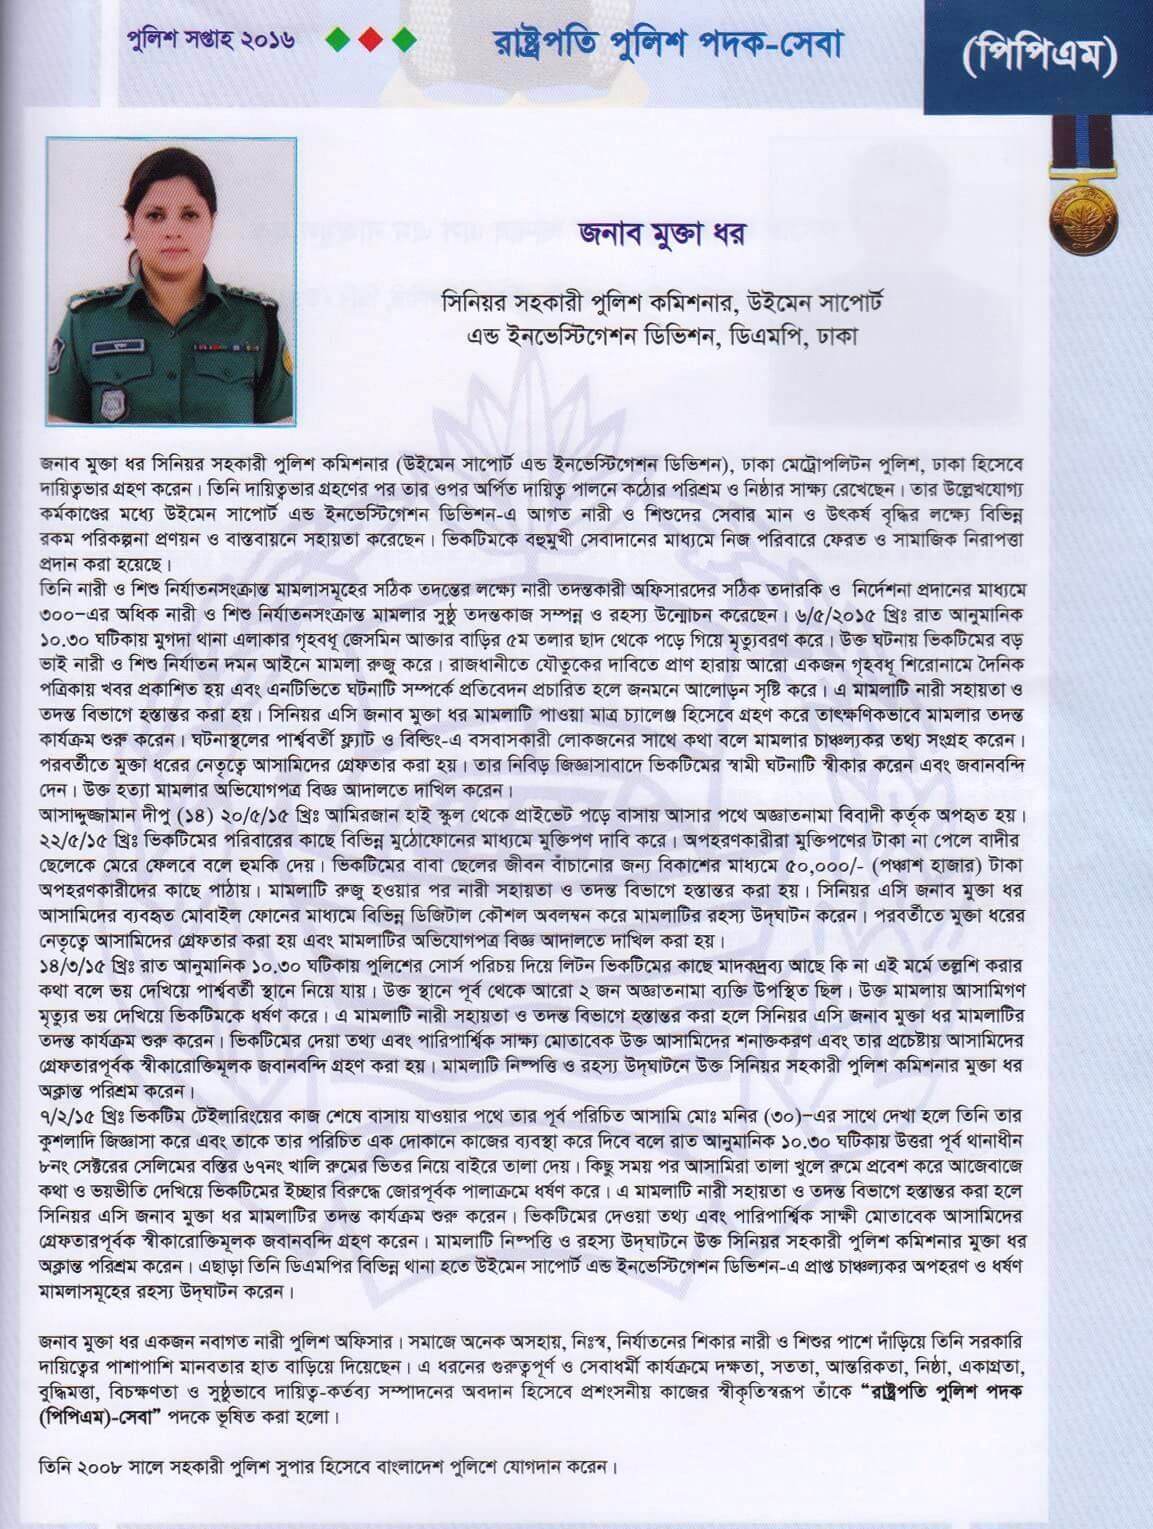 পুলিশ সপ্তাহ ২০১৬
রাষ্ট্রপতি পুলিশ পদক-সেবা
(পিপিএম)
জনাব মুক্তা ধর
সিনিয়র সহকারী পুলিশ কমিশনার, উইমেন সাপোর্ট
এন্ড ইনভেস্টিগেশন ডিভিশন, ডিএমপি, ঢাকা
জনাব মুক্তা ধর সিনিয়র সহকারী পুলিশ কমিশনার (উইমেন সাপোর্ট এন্ড ইনভেস্টিগেশন ডিভিশন), ঢাকা মেট্রোপলিটন পুলিশ, ঢাকা হিসেবে
দায়িত্বভার গ্রহণ করেন। তিনি দায়িত্বভার গ্রহণের পর তার ওপর অর্পিত দায়িত্ব পালনে কঠোর পরিশ্রম ও নিষ্ঠার সাক্ষ্য রেখেছেন। তার উল্লেখযোগ্য
কর্মকাণ্ডের মধ্যে উইমেন সাপোর্ট এন্ড ইনভেস্টিগেশন ডিভিশন-এ আগত নারী ও শিশুদের সেবার মান ও উৎকর্ষ বৃদ্ধির লক্ষ্যে বিভিন্ন
রকম পরিকল্পনা প্রণয়ন ও বাস্তবায়নে সহায়তা করেছেন। ভিকটিমকে বহুমুখী সেবাদানের মাধ্যমে নিজ পরিবারে ফেরত ও সামাজিক নিরাপত্তা
প্রদান করা হয়েছে।
তিনি নারী ও শিশু নির্যাতনসংক্রান্ত মামলাসমূহের সঠিক তদন্তের লক্ষ্যে নারী তদন্তকারী অফিসারদের সঠিক তদারকি ও নির্দেশনা প্রদানের মাধ্যমে
৩০০-এর অধিক নারী ও শিশু নির্যাতনসংক্রান্ত মামলার সুষ্ঠু তদন্তকাজ সম্পন্ন ও রহস্য উন্মোচন করেছেন। ৬/৫/২০১৫ খ্রিঃ রাত আনুমানিক
১০.৩০ ঘটিকায় মুগদা থানা এলাকার গৃহবধূ জেসমিন আক্তার বাড়ির ৫ম তলার ছাদ থেকে পড়ে গিয়ে মৃত্যুবরণ করে। উক্ত ঘটনায় ভিকটিমের বড়
ভাই নারী ও শিশু নির্যাতন দমন আইনে মামলা রুজু করে। রাজধানীতে যৌতুকের দাবিতে প্রাণ হারায় আরো একজন গৃহবধূ শিরোনামে দৈনিক
পত্রিকায় খবর প্রকাশিত হয় এবং এনটিভিতে ঘটনাটি সম্পর্কে প্রতিবেদন প্রচারিত হলে জনমনে আলোড়ন সৃষ্টি করে। এ মামলাটি নারী সহায়তা ও
তদন্ত বিভাগে হস্তান্তর করা হয়। সিনিয়র এসি জনাব মুক্তা ধর মামলাটি পাওয়া মাত্র চ্যালেঞ্জ হিসেবে গ্রহণ করে তাৎক্ষণিকভাবে মামলার তদন্ত
কার্যক্রম শুরু করেন। ঘটনাস্থলের পার্শ্ববর্তী ফ্ল্যাট ও বিল্ডিং-এ বসবাসকারী লোকজনের সাথে কথা বলে মামলার চাঞ্চল্যকর তথ্য সংগ্রহ করেন।
পরবর্তীতে মুক্তা ধরের নেতৃত্বে আসামিদের গ্রেফতার করা হয়। তার নিবিড় জিজ্ঞাসাবাদে ভিকটিমের স্বামী ঘটনাটি স্বীকার করেন এবং জবানবন্দি
দেন। উক্ত হত্যা মামলার অভিযোগপত্র বিজ্ঞ আদালতে দাখিল করেন।
আসাদ্দুজ্জামান দীপু (১৪) ২০/৫/১৫ খ্রিঃ আমিরজান হাই স্কুল থেকে প্রাইভেট পড়ে বাসায় আসার পথে অজ্ঞাতনামা বিবাদী কর্তৃক অপহৃত হয়।
২২/৫/১৫ খ্রিঃ ভিকটিমের পরিবারের কাছে বিভিন্ন মুঠোফোনের মাধ্যমে মুক্তিপণ দাবি করে। অপহরণকারীরা মুক্তিপণের টাকা না পেলে বাদীর
ছেলেকে মেরে ফেলবে বলে হুমকি দেয়। ভিকটিমের বাবা ছেলের জীবন বাঁচানোর জন্য বিকাশের মাধ্যমে ৫০,০০০/- (পঞ্চাশ হাজার) টাকা
অপহরণকারীদের কাছে পাঠায়। মামলাটি রুজু হওয়ার পর নারী সহায়তা ও তদন্ত বিভাগে হস্তান্তর করা হয়। সিনিয়র এসি জনাব মুক্তা ধর
আসামিদের ব্যবহৃত মোবাইল ফোনের মাধ্যমে বিভিন্ন ডিজিটাল কৌশল অবলম্বন করে মামলাটির রহস্য উদ্‌ঘাটন করেন। পরবর্তীতে মুক্তা ধরের
নেতৃত্বে আসামিদের গ্রেফতার করা হয় এবং মামলাটির অভিযোগপত্র বিজ্ঞ আদালতে দাখিল করা হয়।
১৪/৩/১৫ খ্রিঃ রাত আনুমানিক ১০.৩০ ঘটিকায় পুলিশের সোর্স পরিচয় দিয়ে লিটন ভিকটিমের কাছে মাদকদ্রব্য আছে কি না এই মর্মে তল্লশি করার
কথা বলে ভয় দেখিয়ে পার্শ্ববর্তী স্থানে নিয়ে যায়। উক্ত স্থানে পূর্ব থেকে আরো ২ জন অজ্ঞাতনামা ব্যক্তি উপস্থিত ছিল। উক্ত মামলায় আসামিগণ
মৃত্যুর ভয় দেখিয়ে ভিকটিমকে ধর্ষণ করে। এ মামলাটি নারী সহায়তা ও তদন্ত বিভাগে হস্তান্তর করা হলে সিনিয়র এসি জনাব মুক্তা ধর মামলাটির
তদন্ত কার্যক্রম শুরু করেন। ভিকটিমের দেয়া তথ্য এবং পারিপার্শ্বিক সাক্ষ্য মোতাবেক উক্ত আসামিদের শনাক্তকরণ এবং তার প্রচেষ্টায় আসামিদের
গ্রেফতারপূর্বক স্বীকারোক্তিমূলক জবানবন্দি গ্রহণ করা হয়। মামলাটি নিষ্পত্তি ও রহস্য উদ্‌ঘাটনে উক্ত সিনিয়র সহকারী পুলিশ কমিশনার মুক্তা ধর
অক্লান্ত পরিশ্রম করেন।
৭/২/১৫ খ্রিঃ ভিকটিম টেইলারিংয়ের কাজ শেষে বাসায় যাওয়ার পথে তার পূর্ব পরিচিত আসামি মোঃ মনির (৩০)-এর সাথে দেখা হলে তিনি তার
কুশলাদি জিজ্ঞাসা করে এবং তাকে তার পরিচিত এক দোকানে কাজের ব্যবস্থা করে দিবে বলে রাত আনুমানিক ১০.৩০ ঘটিকায় উত্তরা পূর্ব থানাধীন
৮নং সেক্টরের সেলিমের বস্তির ৬৭নং খালি রুমের ভিতর নিয়ে বাইরে তালা দেয়। কিছু সময় পর আসামিরা তালা খুলে রুমে প্রবেশ করে আজেবাজে
কথা ও ভয়ভীতি দেখিয়ে ভিকটিমের ইচ্ছার বিরুদ্ধে জোরপূর্বক পালাক্রমে ধর্ষণ করে। এ মামলাটি নারী সহায়তা ও তদন্ত বিভাগে হস্তান্তর করা হলে
সিনিয়র এসি জনাব মুক্তা ধর মামলাটির তদন্ত কার্যক্রম শুরু করেন। ভিকটিমের দেওয়া তথ্য এবং পারিপার্শ্বিক সাক্ষী মোতাবেক আসামিদের
গ্রেফতারপূর্বক স্বীকারোক্তিমূলক জবানবন্দি গ্রহণ করেন। মামলাটি নিষ্পত্তি ও রহস্য উদ্‌ঘাটনে উক্ত সিনিয়র সহকারী পুলিশ কমিশনার মুক্তা ধর
অক্লান্ত পরিশ্রম করেন। এছাড়া তিনি ডিএমপির বিভিন্ন থানা হতে উইমেন সাপোর্ট এন্ড ইনভেস্টিগেশন ডিভিশন-এ প্রাপ্ত চাঞ্চল্যকর অপহরণ ও ধর্ষণ
মামলাসমূহের রহস্য উদ্‌ঘাটন করেন।
জনাব মুক্তা ধর একজন নবাগত নারী পুলিশ অফিসার। সমাজে অনেক অসহায়, নিঃস্ব, নির্যাতনের শিকার নারী ও শিশুর পাশে দাঁড়িয়ে তিনি সরকারি
দায়িত্বের পাশাপাশি মানবতার হাত বাড়িয়ে দিয়েছেন। এ ধরনের গুরুত্বপূর্ণ ও সেবাধর্মী কার্যক্রমে দক্ষতা, সততা, আন্তরিকতা, নিষ্ঠা, একাগ্রতা,
বুদ্ধিমত্তা, বিচক্ষণতা ও সুষ্ঠুভাবে দায়িত্ব-কর্তব্য সম্পাদনের অবদান হিসেবে প্রশংসনীয় কাজের স্বীকৃতিস্বরূপ তাঁকে “রাষ্ট্রপতি পুলিশ পদক
(পিপিএম)-সেবা” পদকে ভূষিত করা হলো।
তিনি ২০০৮ সালে সহকারী পুলিশ সুপার হিসেবে বাংলাদেশ পুলিশে যোগদান করেন।